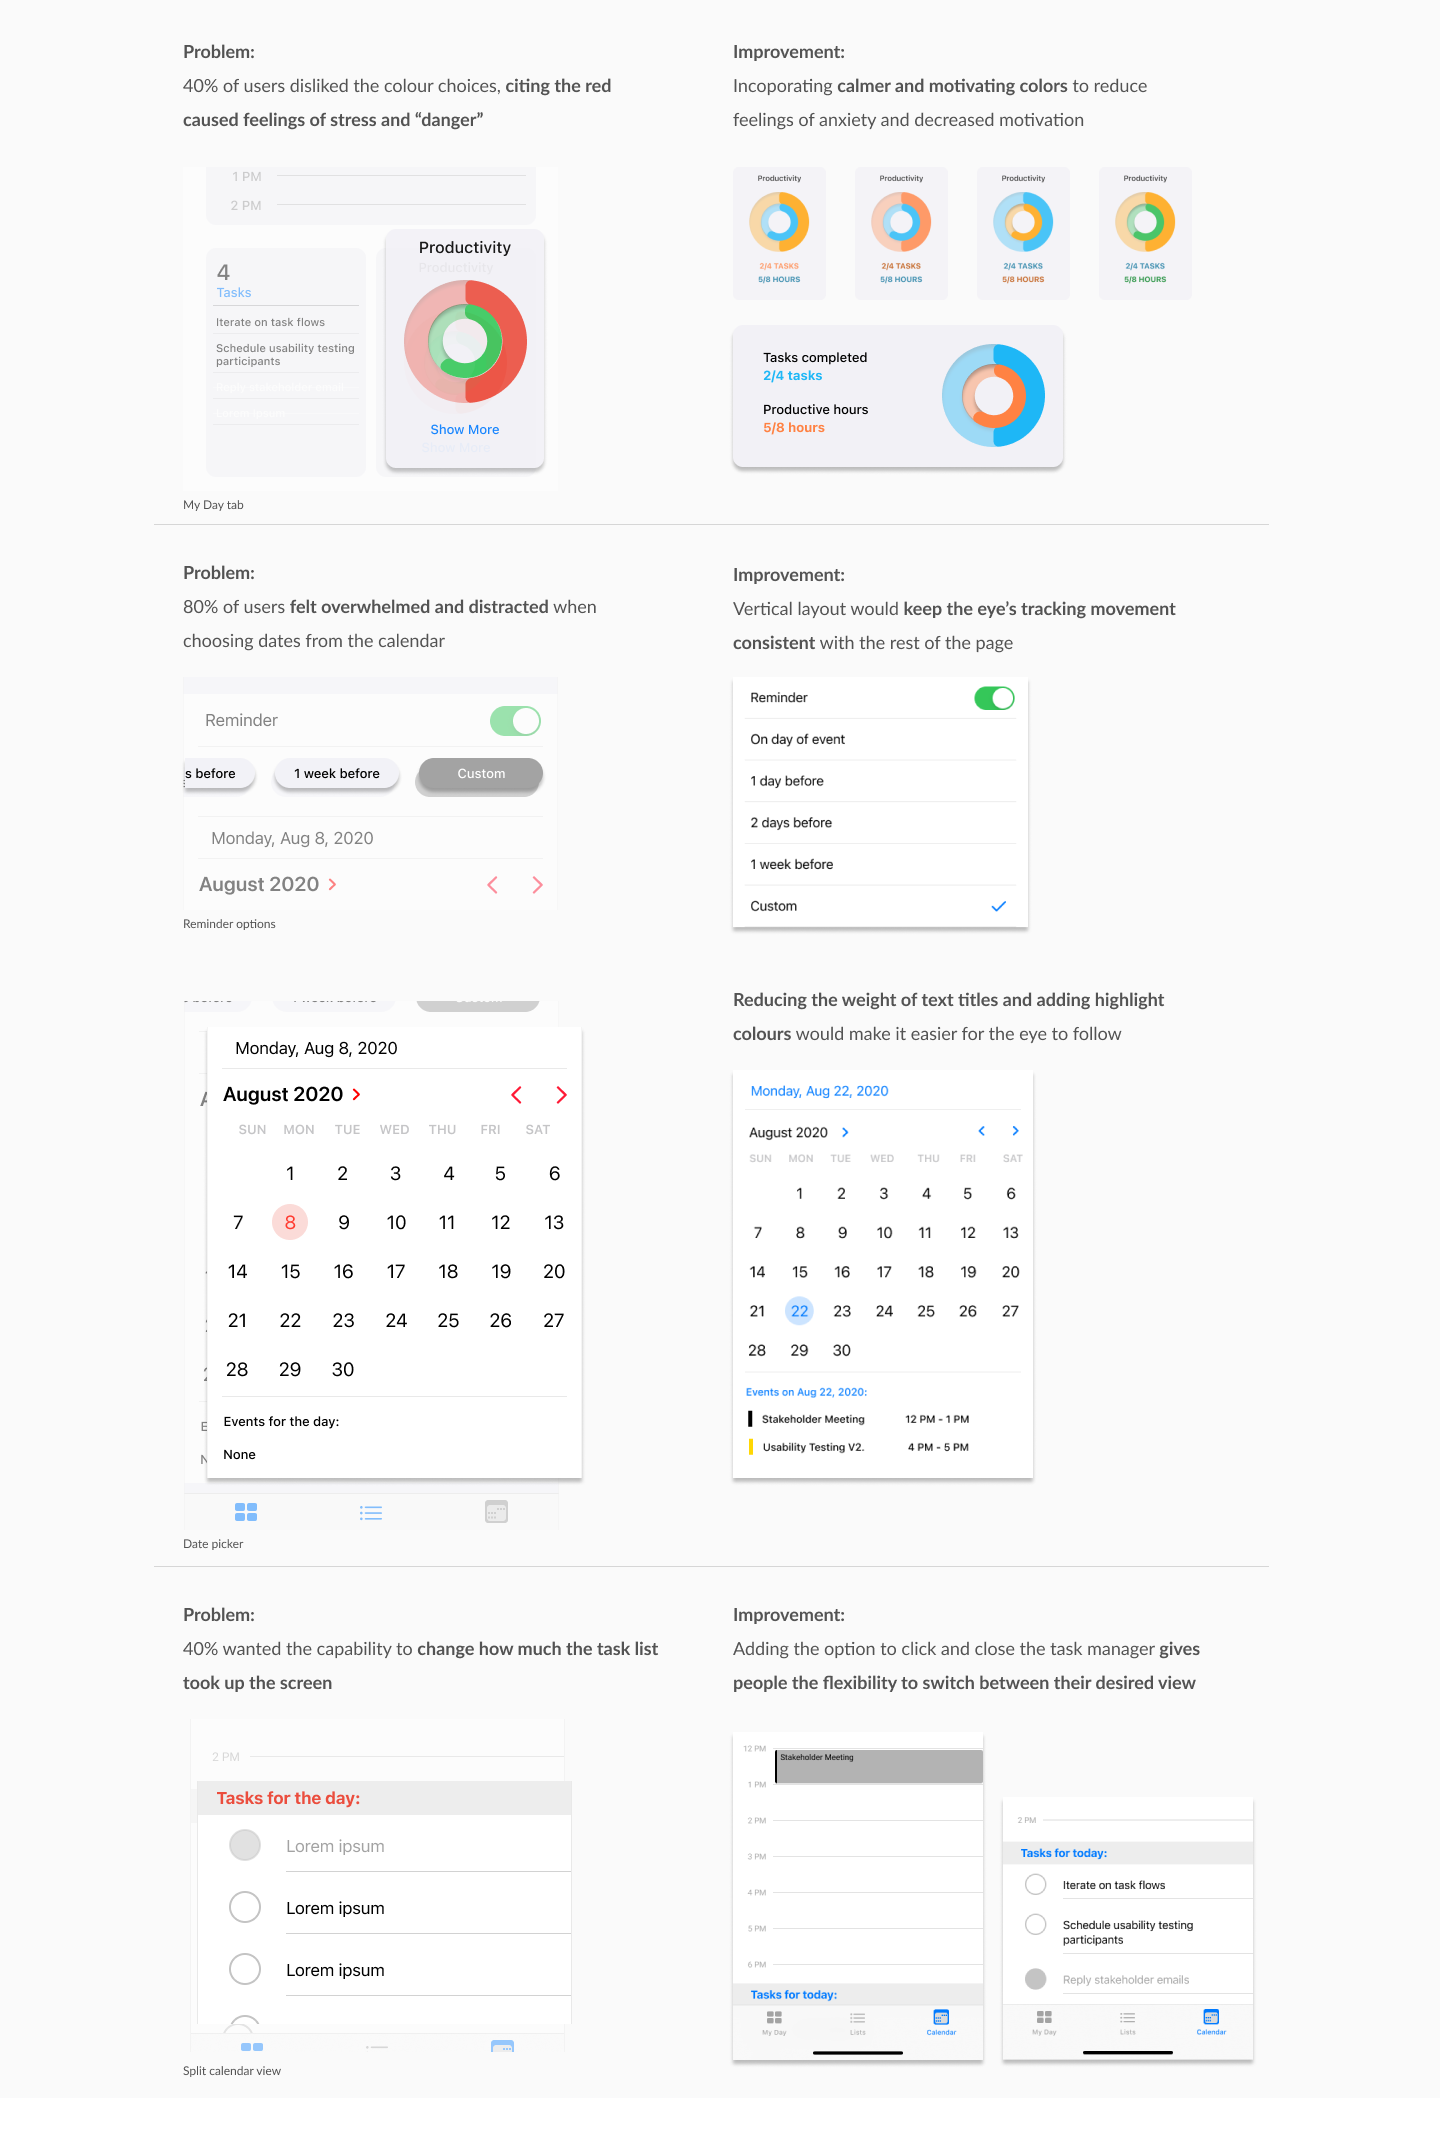 Problem:
40% of users disliked the colour choices, citing the red
caused feelings of stress and “danger”
Improvement:
Incoporating calmer and motivating colors to reduce
feelings of anxiety and decreased motivation
1 PM
2 PM
4
Tasks
Iterate on task flows
Schedule usability testing
participants
Productivity
Productivity
Show More
Show More
My Day tab
Productivity
2/4 TASKS
5/8 HOURS
Productivity
2/4 TASKS
5/8 HOURS
Productivity
2/4 TASKS
5/8 HOURS
Productivity
2/4 TASKS
5/8 HOURS
Tasks completed
2/4 tasks
Productive hours
5/8 hours
Problem:
80% of users felt overwhelmed and distracted when
choosing dates from the calendar
Improvement:
Vertical layout would keep the eye’s tracking movement
consistent with the rest of the page
Reminder
s before
1 week before
Custom
Monday, Aug 8, 2020
August 2020
Reminder options
Reminder
On day of event
1 day before
2 days before
1 week before
Custom
Monday, Aug 8, 2020
August 2020
SUN MON TUE WED THU FRI SAT
1 2 3 4 5 6
7 8 9 10 11 12 13
14 15 16 17 18 19 20
21 22 23 24 25 26 27
28 29 30
Events for the day:
None
Date picker
Reducing the weight of text titles and adding highlight
colours would make it easier for the eye to follow
Monday, Aug 22, 2020
August 2020
SUN MON TUE WED THU FRI SAT
1 2 3 4 5 6
7 8 9 10 11 12 13
14 15 16 17 18 19 20
21 22 23 24 25 26 27
28 29 30
Events on Aug 22, 2020:
Stakeholder Meeting 12 PM - 1 PM
Usability Testing V2. 4 PM - 5 PM
Problem:
40% wanted the capability to change how much the task list
took up the screen
Improvement:
Adding the option to click and close the task manager gives
people the flexibility to switch between their desired view
2 PM
Tasks for the day:
Lorem ipsum
Lorem ipsum
Lorem ipsum
Split calendar view
12 PM
Stakeholder Meeting
1 PM
2 PM
3 PM
4 PM
5 PM
6 PM
Tasks for today:
My Day Lists Calendar
2 PM
Tasks for today:
Iterate on task flows
Schedule usability testing
participants
Reply stakeholder emails
My Day Lists Calendar